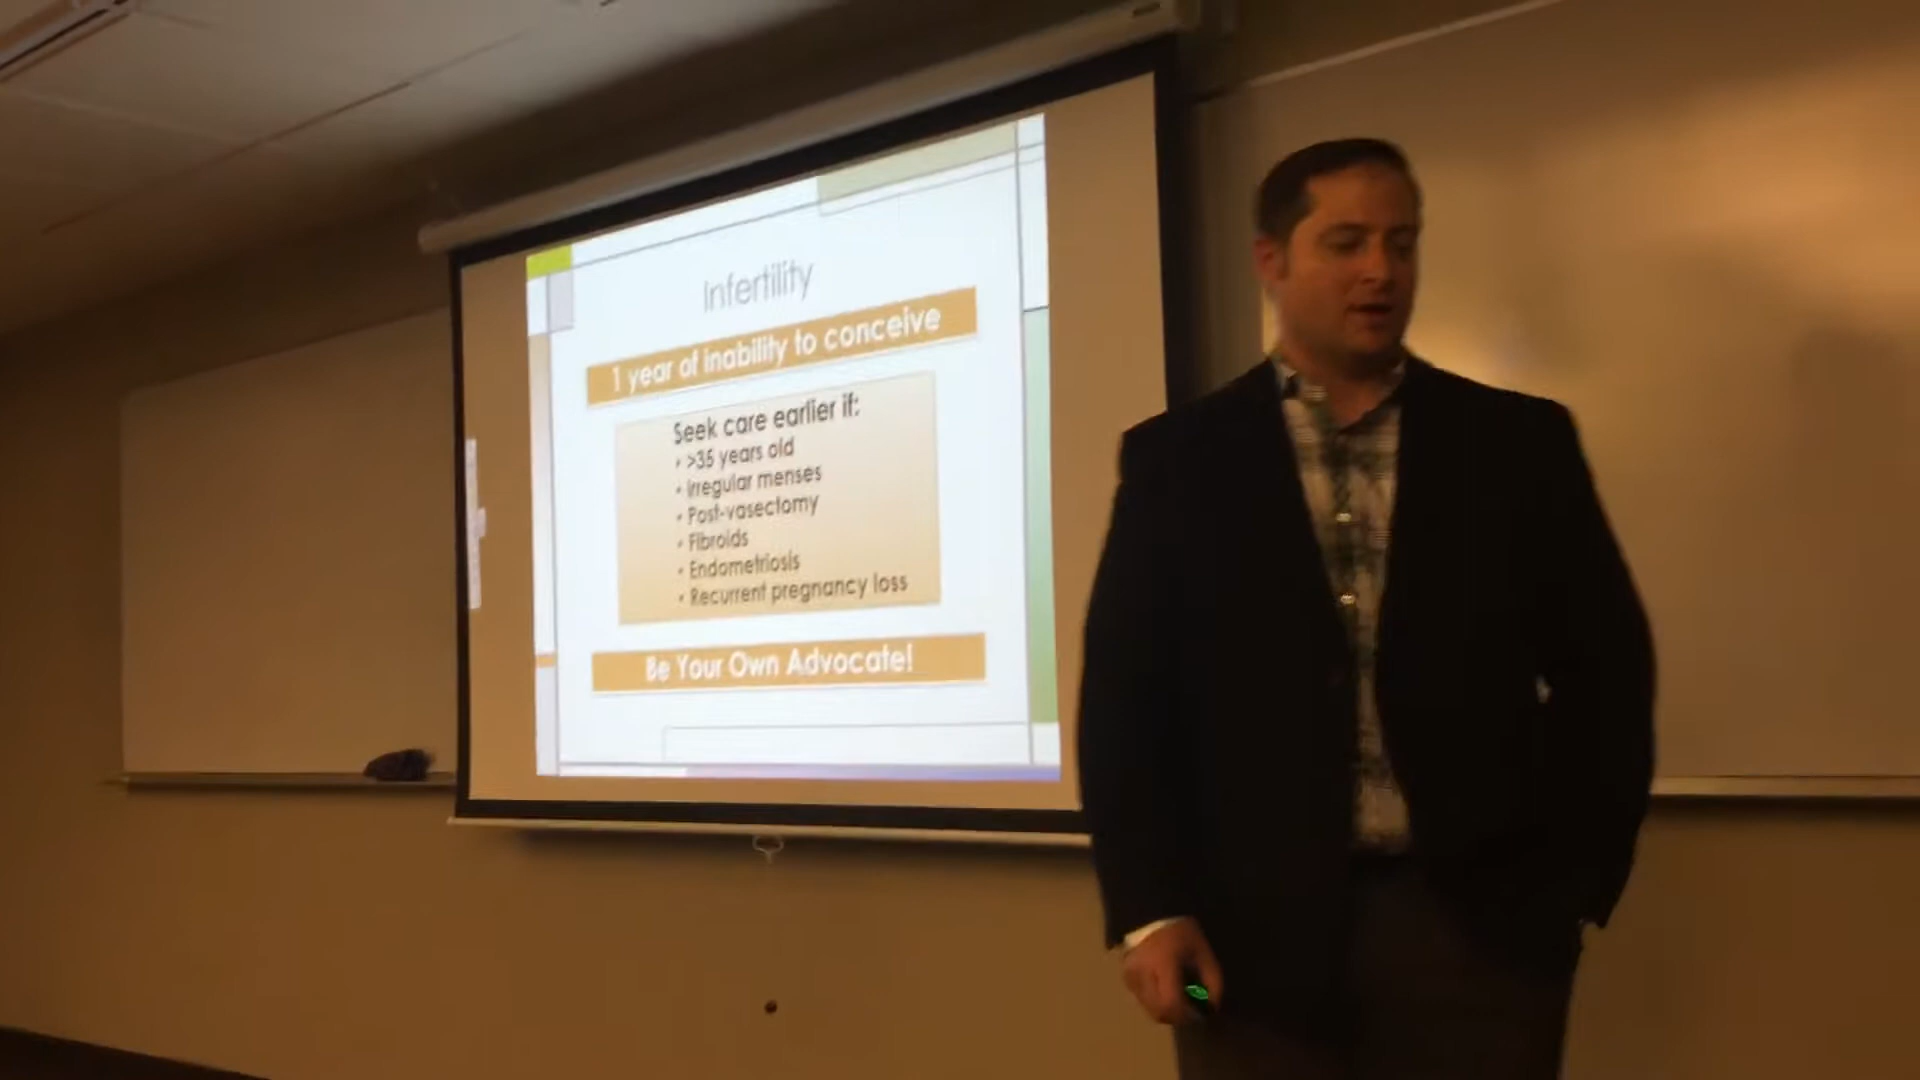 Infertility
1 year of inability to conceive
Seek care earlier if:
• >35 years old
• Irregular menses
• Post-vasectomy
• Fibroids
• Endometriosis
• Recurrent pregnancy loss
Be Your Own Advocate!